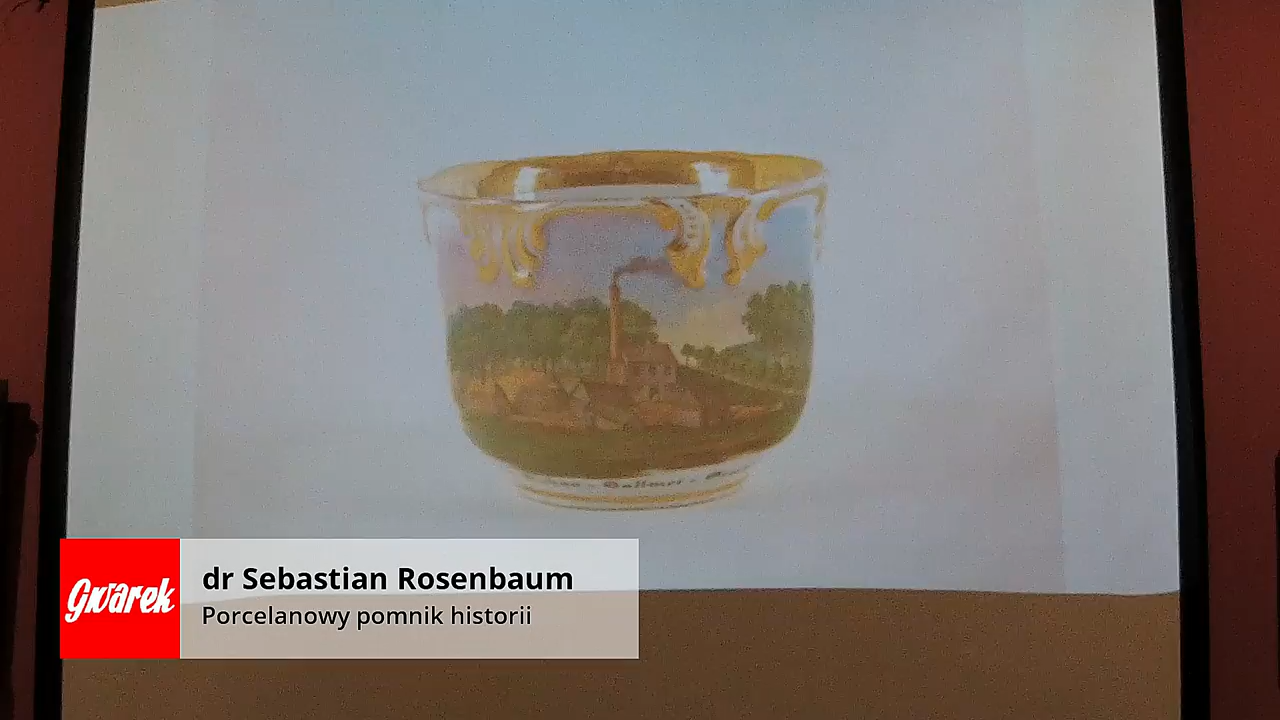 Gwarek
dr Sebastian Rosenbaum
Porcelanowy pomnik historii